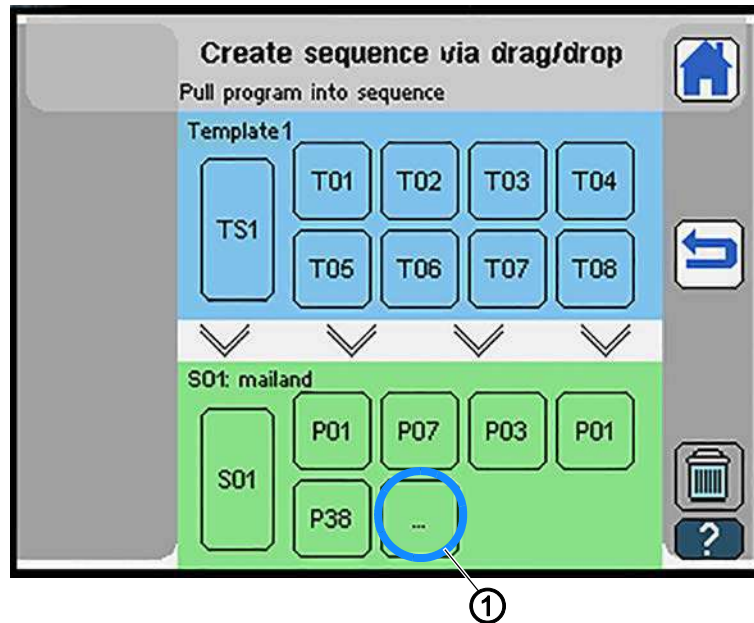 Create sequence via drag/drop
Pull program into sequence
Template 1
TS1
T01 T02 T03 T04
T05 T06 T07 T08
S01: mailand
S01
P01 P07 P03 P01
P38 ...
?
①